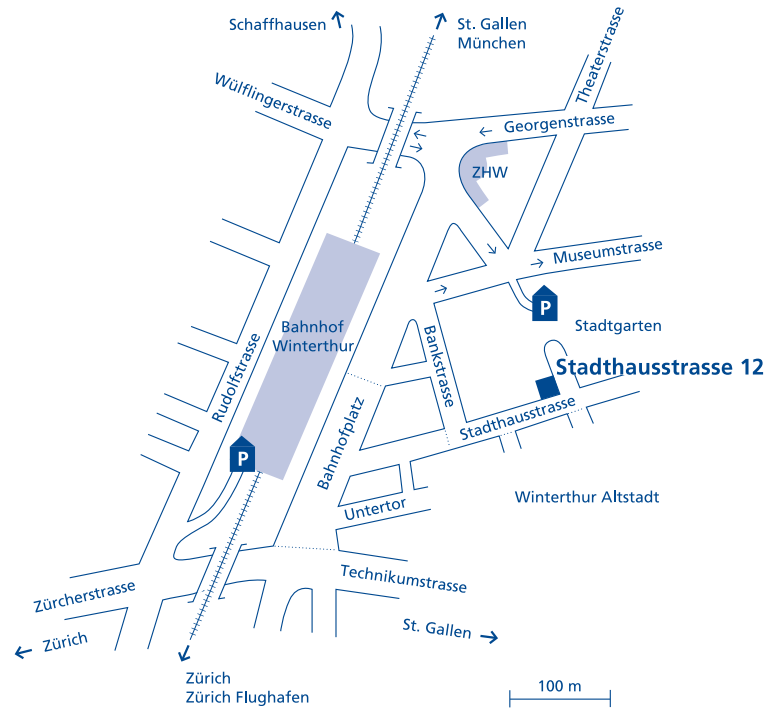 Schaffhausen
St. Gallen
München
Theaterstrasse
Wülflingerstrasse
Georgenstrasse
ZHW
Museumstrasse
P
Stadtgarten
Bahnhof
Winterthur
Bankstrasse
Rudolfstrasse
Stadthausstrasse 12
Stadthausstrasse
Bahnhofplatz
P
Untertor
Winterthur Altstadt
Technikumstrasse
Zürcherstrasse
St. Gallen
Zürich
Zürich
Zürich Flughafen
100 m